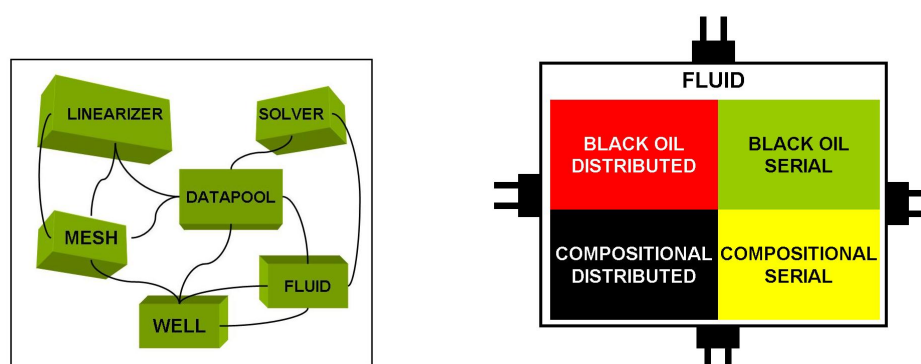 LINEARIZER
SOLVER
DATAPOOL
MESH
FLUID
WELL
FLUID
BLACK OIL
DISTRIBUTED
BLACK OIL
SERIAL
COMPOSITIONAL
DISTRIBUTED
COMPOSITIONAL
SERIAL